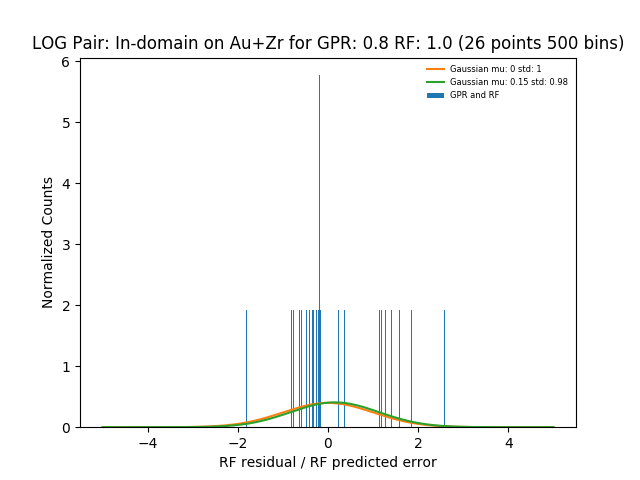 LOG Pair: In-domain on Au+Zr for GPR: 0.8 RF: 1.0 (26 points 500 bins)
Gaussian mu: 0 std: 1
Gaussian mu: 0.15 std: 0.98
GPR and RF
Normalized Counts
6
5
4
3
2
1
0
−4 −2 0 2 4
RF residual / RF predicted error